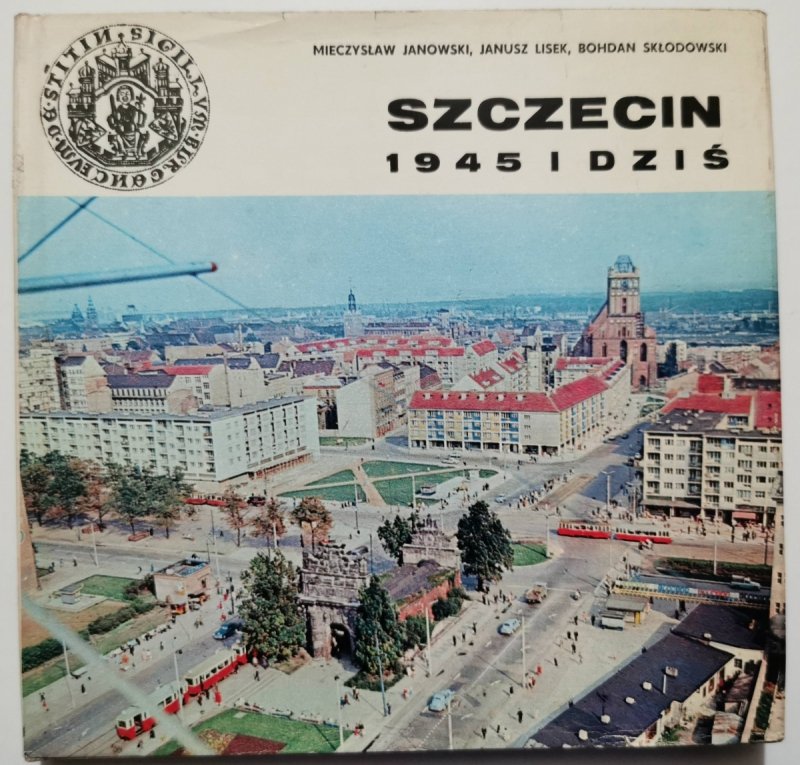 MIECZYSŁAW JANOWSKI, JANUSZ LISEK, BOHDAN SKŁODOWSKI
SZCZECIN
1945 I DZIŚ